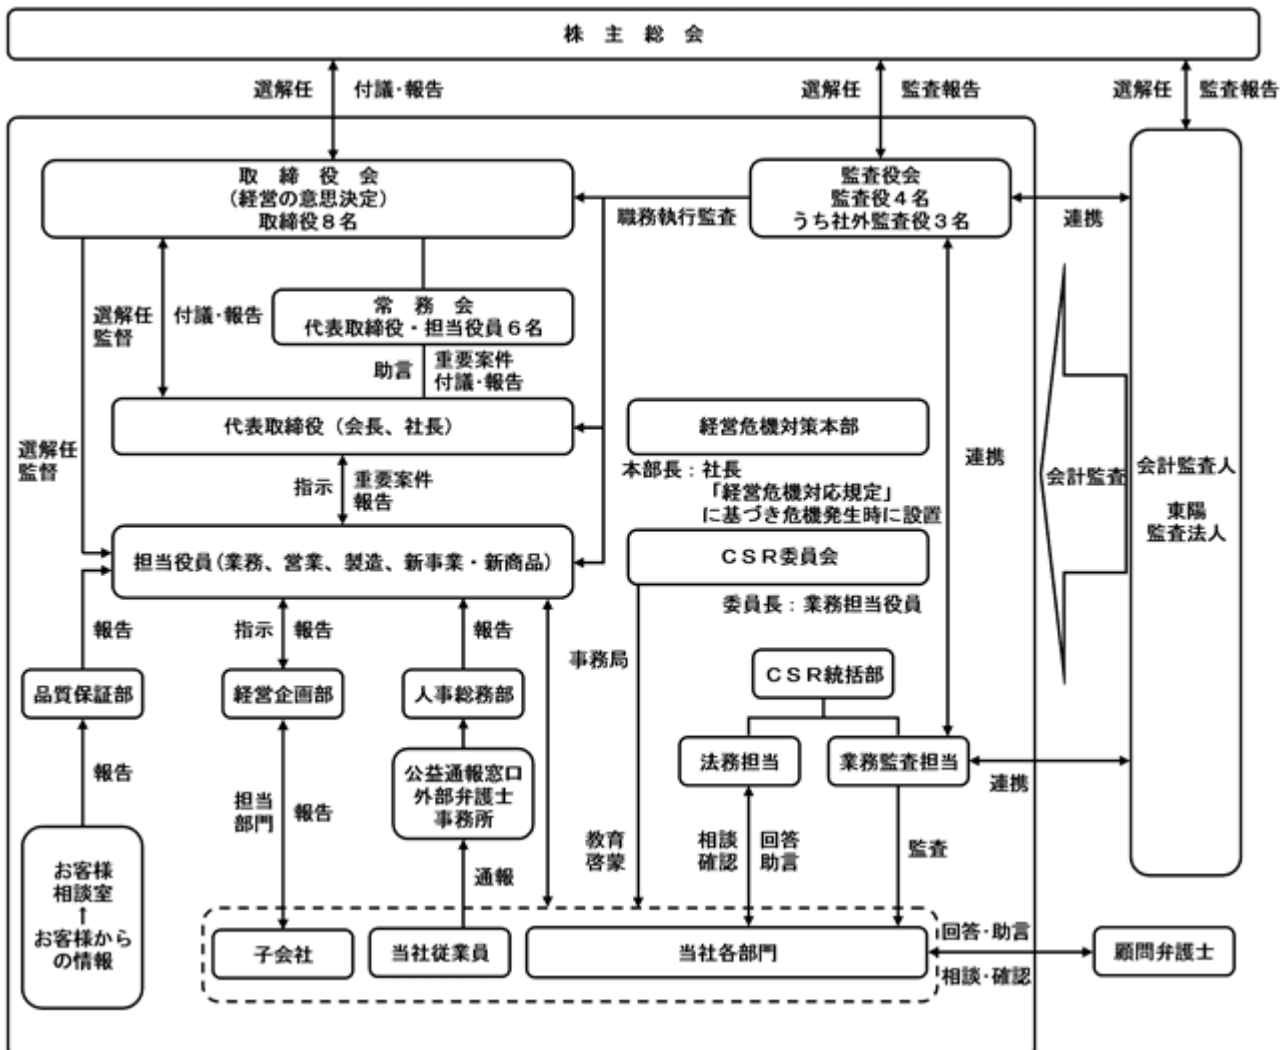 株 主 総 会
選解任
付議・報告
選解任
監査報告
選解任
監査報告
取 締 役 会
（経営の意思決定）
取締役８名
監査役会
監査役４名
うち社外監査役３名
職務執行監査
連携
常 務 会
代表取締役・担当役員６名
選解任
監督
付議・報告
助言
重要案件
付議・報告
代表取締役（会長、社長）
経営危機対策本部
本部長：社長
「経営危機対応規定」
に基づき危機発生時に設置
選解任
監督
指示
重要案件
報告
連携
会計監査
会計監査人
東陽
監査法人
担当役員（業務、営業、製造、新事業・新商品）
ＣＳＲ委員会
委員長：業務担当役員
報告
指示
報告
報告
事務局
ＣＳＲ統括部
品質保証部
経営企画部
人事総務部
法務担当
業務監査担当
連携
報告
担当
部門
報告
公益通報窓口
外部弁護士
事務所
教育
啓蒙
相談
確認
回答
助言
監査
通報
お客様
相談室
↑
お客様から
の情報
子会社
当社従業員
当社各部門
回答・助言
相談・確認
顧問弁護士